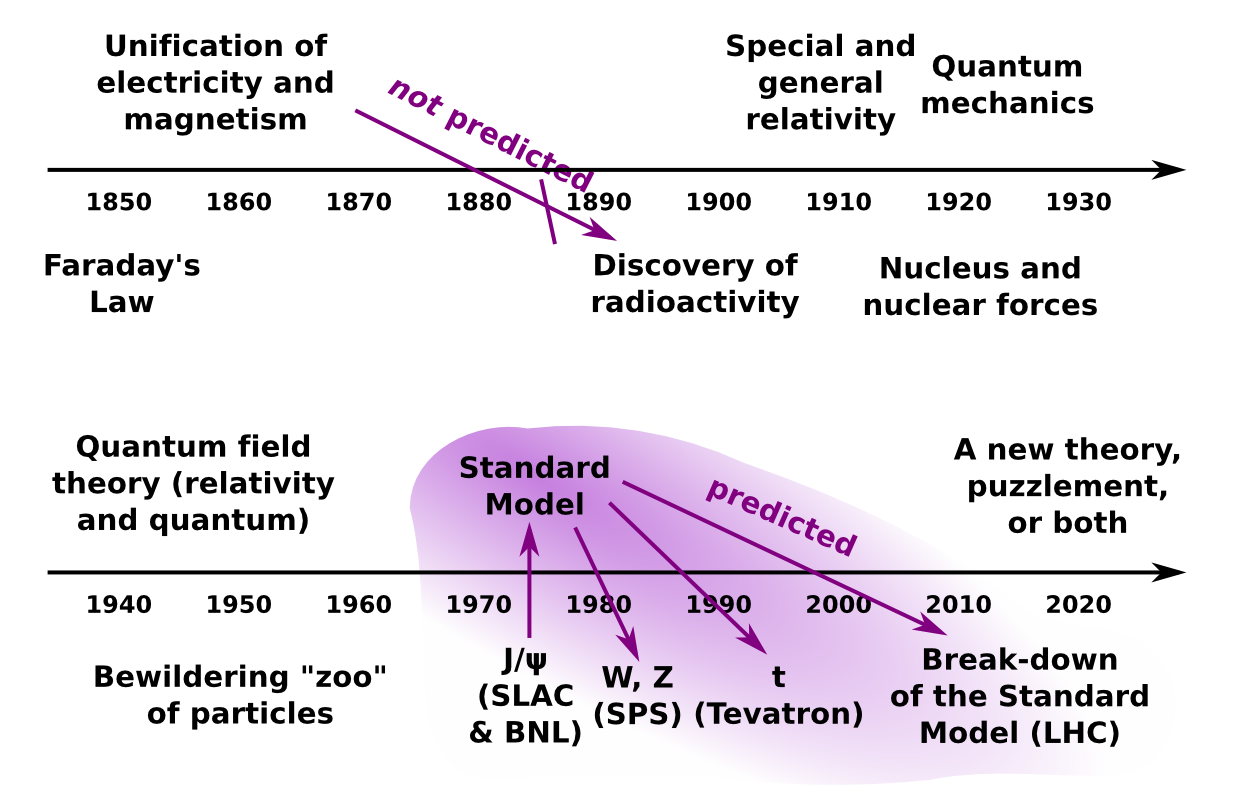 Unification of
electricity and
magnetism
not predicted
Special and
general
relativity
Quantum
mechanics
1850 1860 1870 1880 1890 1900 1910 1920 1930
Faraday's
Law
Discovery of
radioactivity
Nucleus and
nuclear forces
Quantum field
theory (relativity
and quantum)
Standard
Model
predicted
A new theory,
puzzlement,
or both
1940 1950 1960 1970 1980 1990 2000 2010 2020
Bewildering "zoo"
of particles
J/ψ
(SLAC
& BNL)
W, Z
(SPS)
t
(Tevatron)
Break-down
of the Standard
Model (LHC)